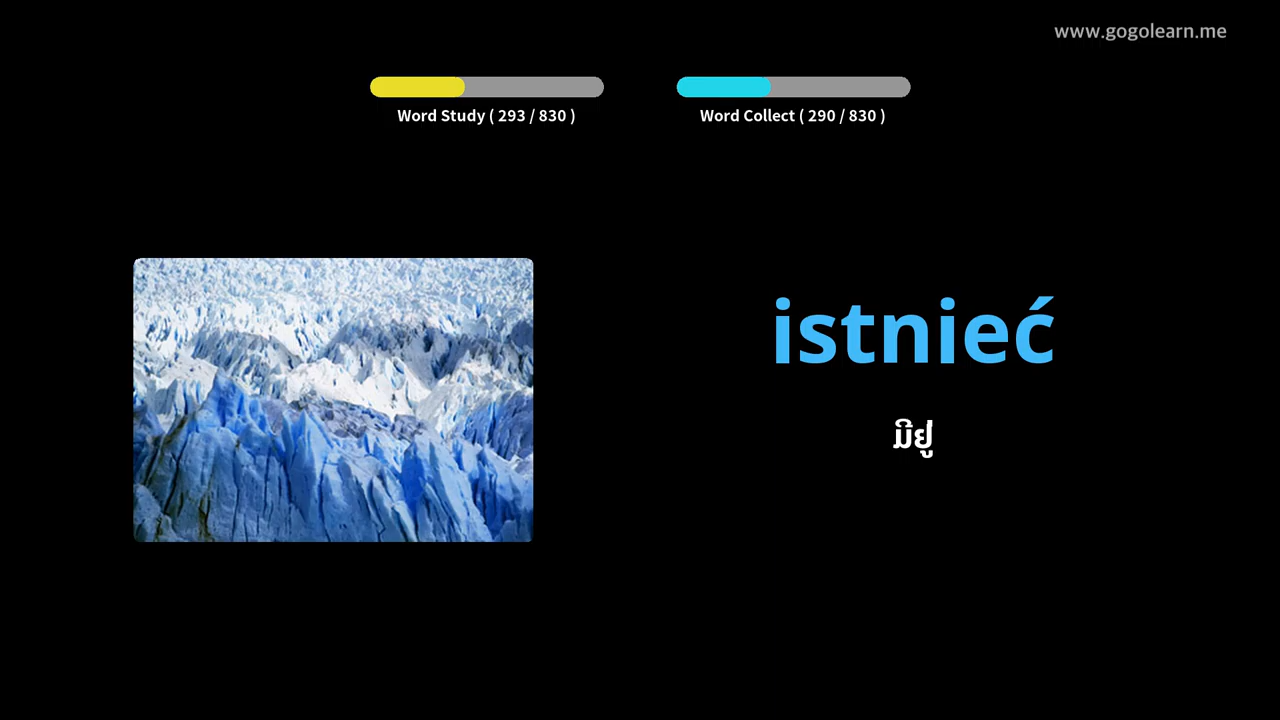 www.gogolearn.me
Word Study ( 293 / 830 )
Word Collect ( 290 / 830 )
istnieć
ມີຢູ່